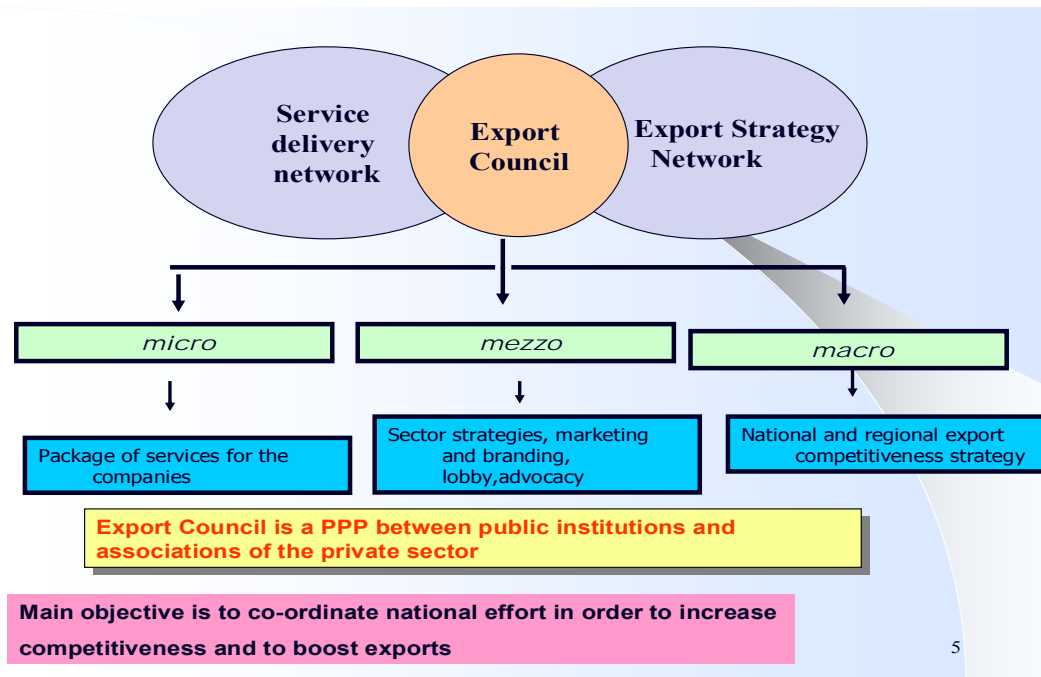 Service
delivery
network
Export
Council
Export Strategy
Network
micro
mezzo
macro
Package of services for the
companies
Sector strategies, marketing
and branding,
lobby,advocacy
National and regional export
competitiveness strategy
Export Council is a PPP between public institutions and
associations of the private sector
Main objective is to co-ordinate national effort in order to increase
competitiveness and to boost exports
5